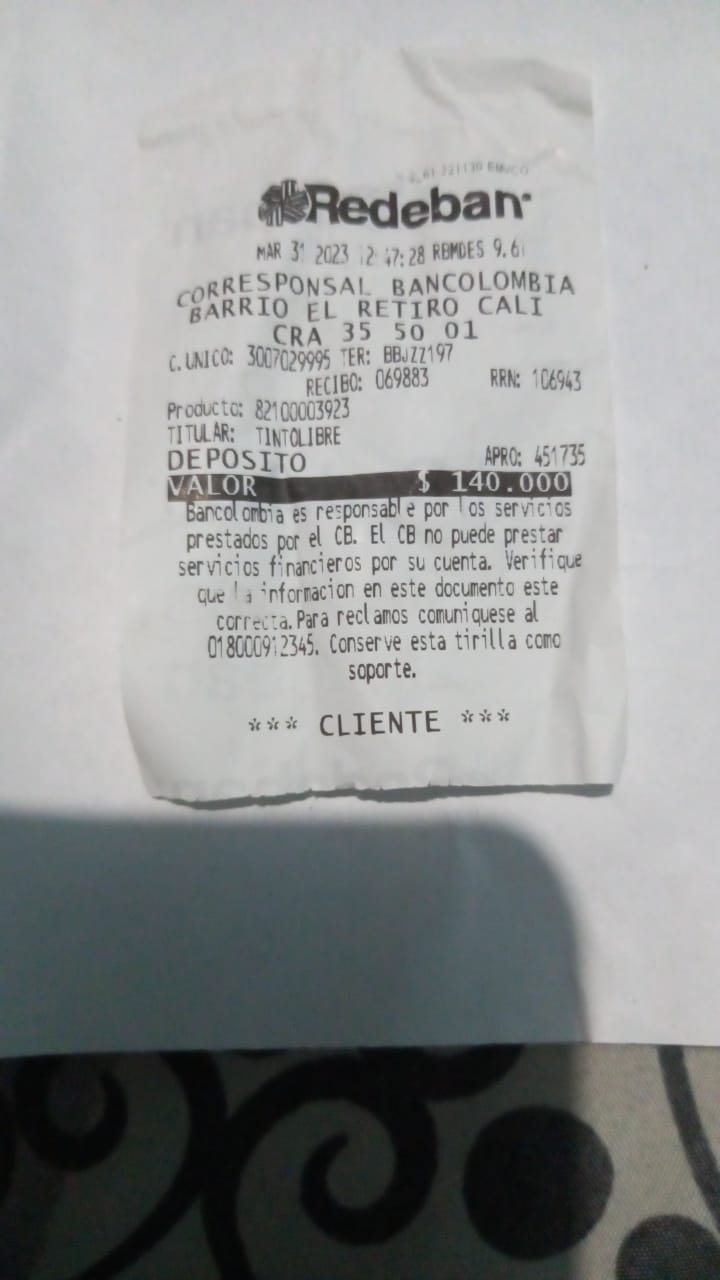 Redeban
MAR 31 2023 12:47:28 RBMDES 9.61
CORRESPONSAL BANCOLOMBIA
BARRIO EL RETIRO CALI
CRA 35 50 01
C.UNICO: 3007029995 TER: BBJZZ197
RECIBO: 069883 RRN: 106943
Producto: 82100003923
TITULAR: TINTOLIBRE
DEPOSITO APRO: 451735
VALOR $ 140.000
Bancolombia es responsable por los servicios
prestados por el CB. El CB no puede prestar
servicios financieros por su cuenta. Verifique
que la informacion en este documento este
correcta. Para reclamos comuniquese al
018000912345. Conserve esta tirilla como
soporte.
*** CLIENTE ***